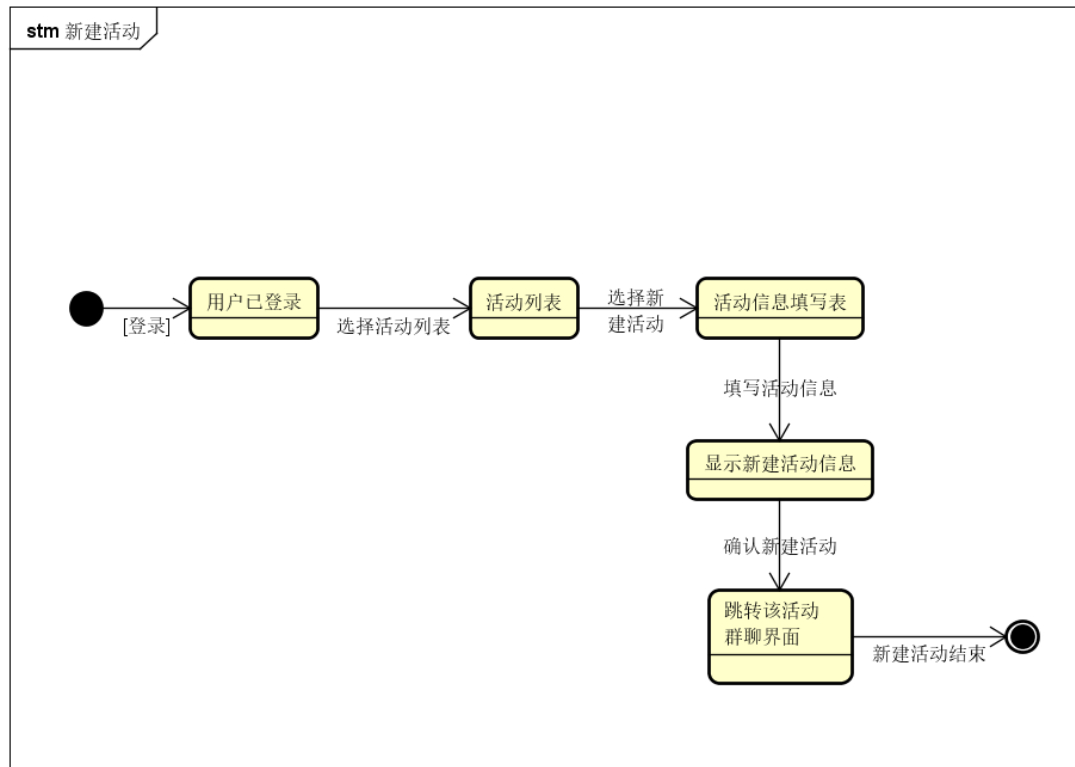 stm 新建活动
用户已登录
活动列表
选择新
建活动
活动信息填写表
[登录]
选择活动列表
填写活动信息
显示新建活动信息
确认新建活动
跳转该活动
群聊界面
新建活动结束